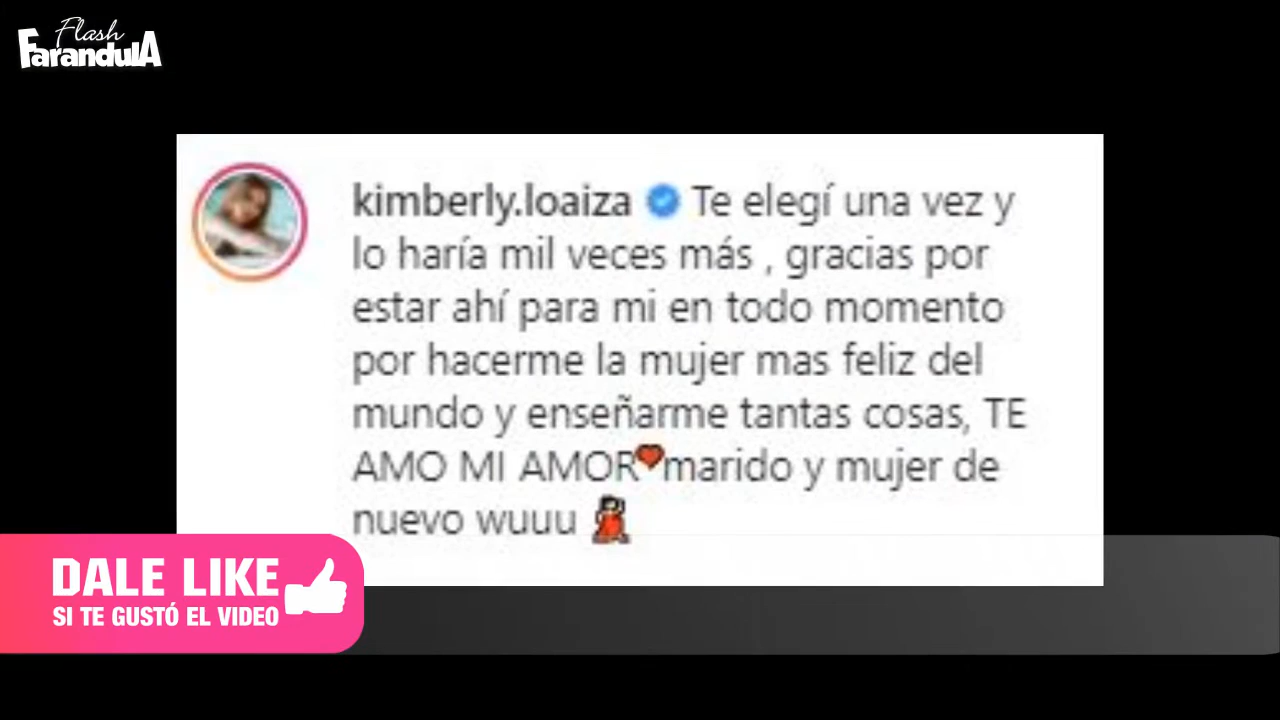 Flash
FarandulA
kimberly.loaiza Te elegí una vez y
lo haría mil veces más , gracias por
estar ahí para mi en todo momento
por hacerme la mujer mas feliz del
mundo y enseñarme tantas cosas, TE
AMO MI AMOR❤marido y mujer de
nuevo wuuu 💃
DALE LIKE
SI TE GUSTÓ EL VIDEO